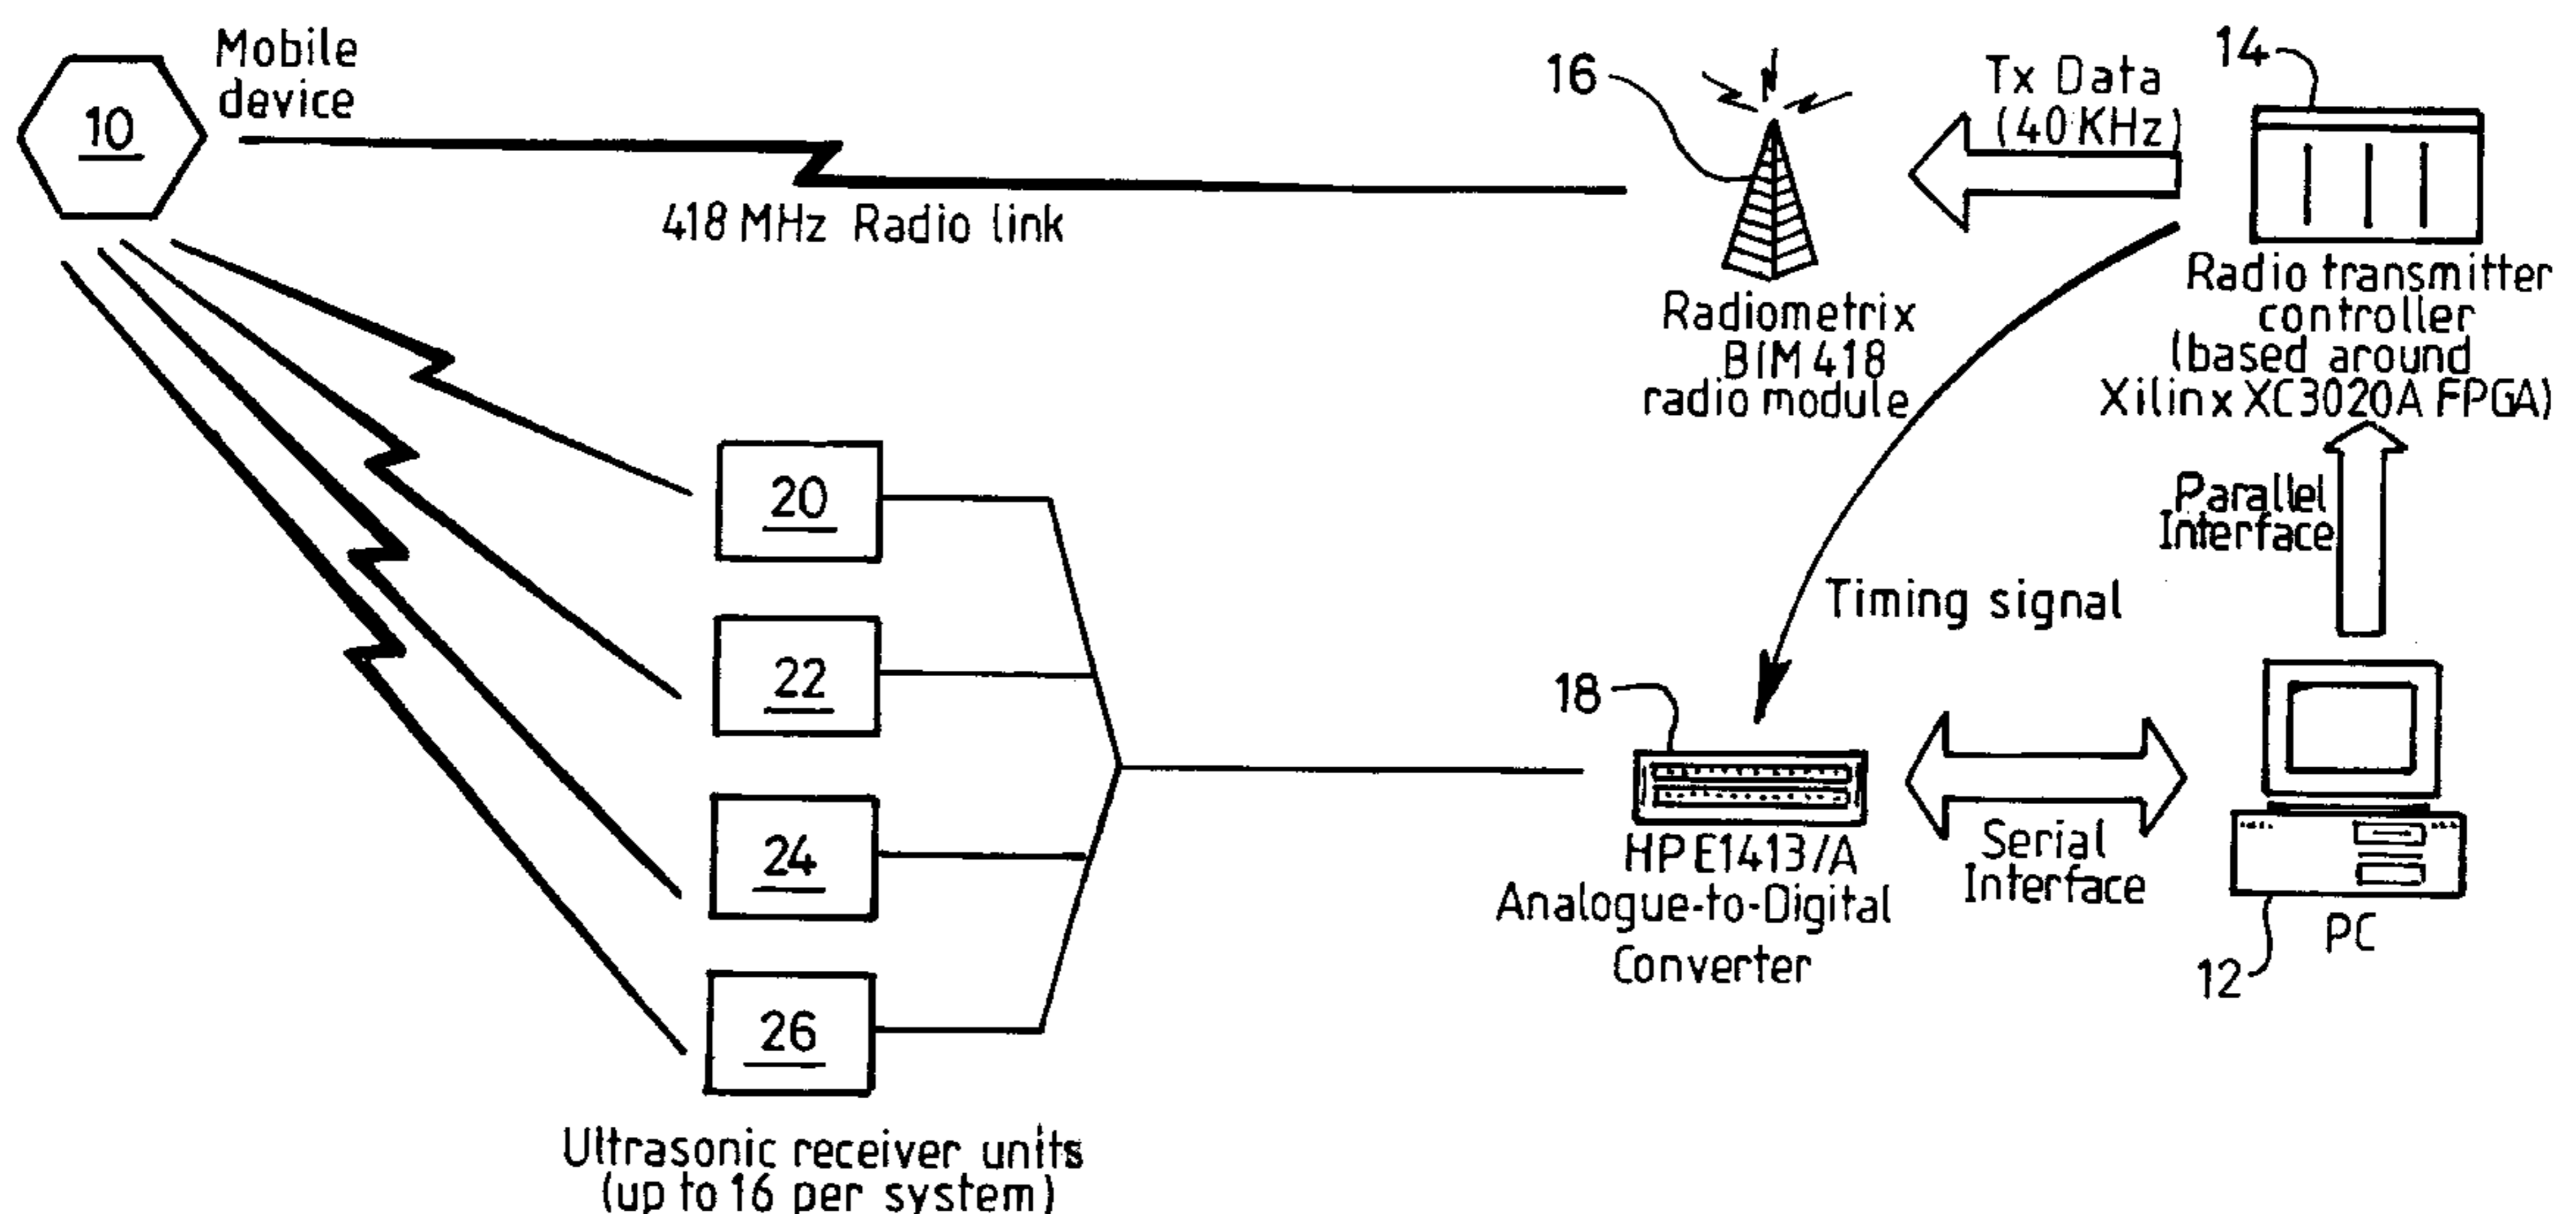 Mobile
device
10
418 MHz Radio link
16
Radiometrix
BIM 418
radio module
Tx Data
(40 KHz)
14
Radio transmitter
controller
(based around
Xilinx XC3020A FPGA)
Parallel
Interface
Timing signal
20
22
24
26
Ultrasonic receiver units
(up to 16 per system)
18
HP E1413/A
Analogue-to-Digital
Converter
Serial
Interface
PC
12